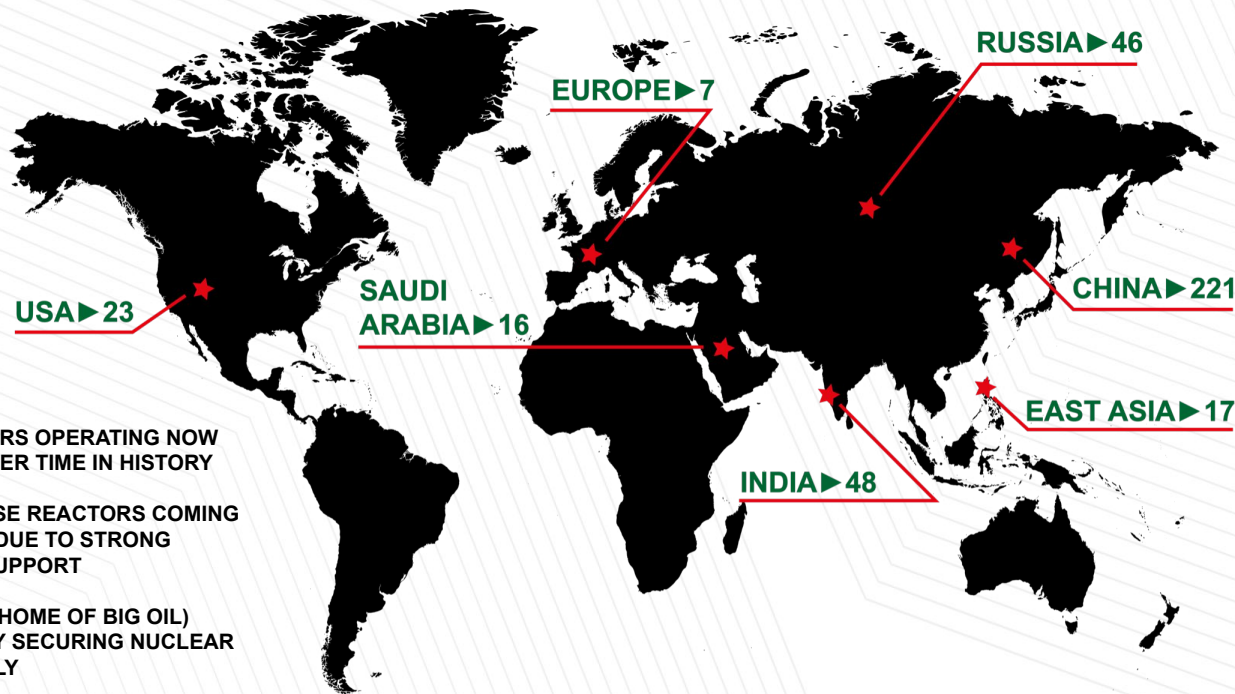 RUSSIA►46
EUROPE►7
SAUDI
ARABIA►16
USA►23
CHINA►221
EAST ASIA►17
INDIA►48
RS OPERATING NOW
ER TIME IN HISTORY
SE REACTORS COMING
DUE TO STRONG
UPPORT
HOME OF BIG OIL)
Y SECURING NUCLEAR
LY